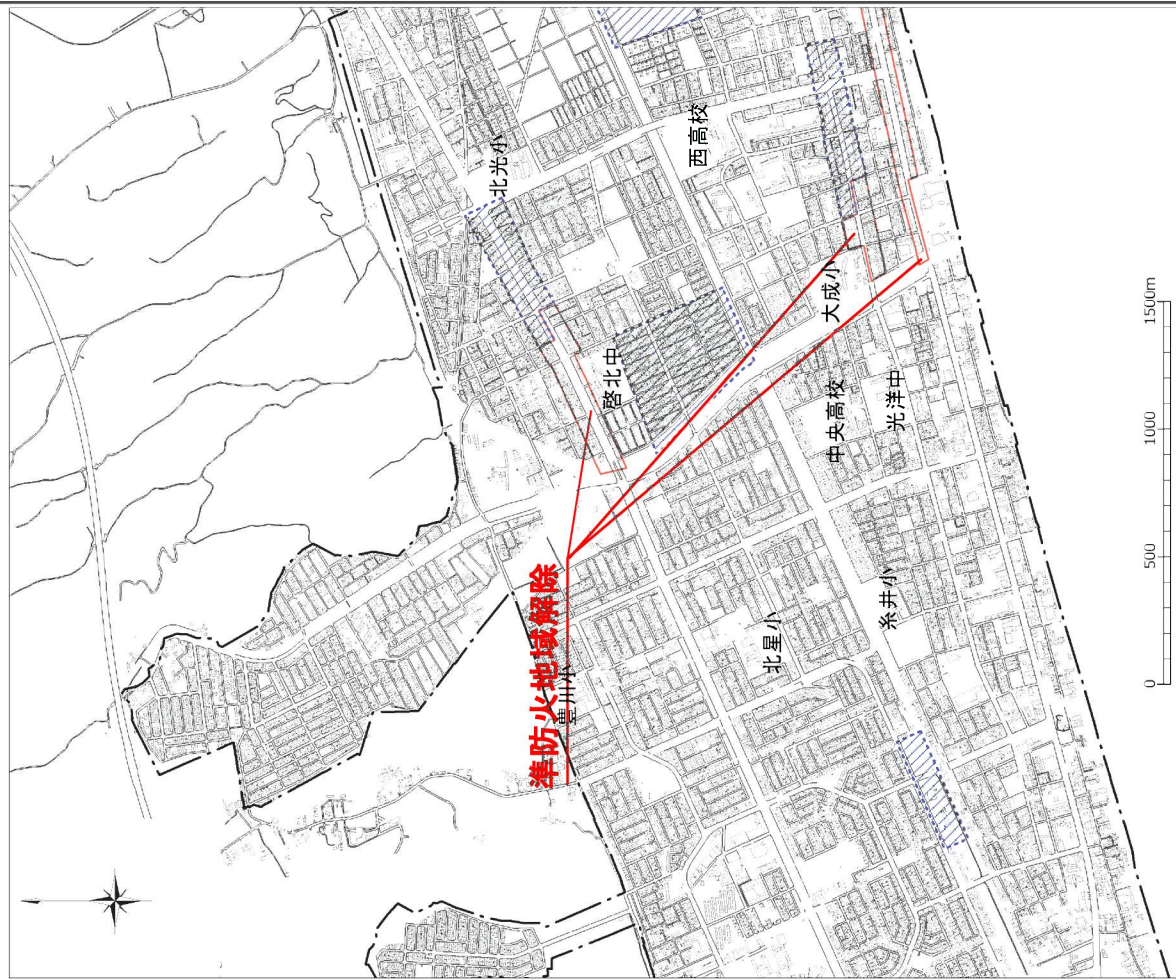 北光小
西高校
啓北中
大成小
中央高校
光洋中
準防火地域解除
豊川小
北星小
糸井小
0
500
1000
1500m